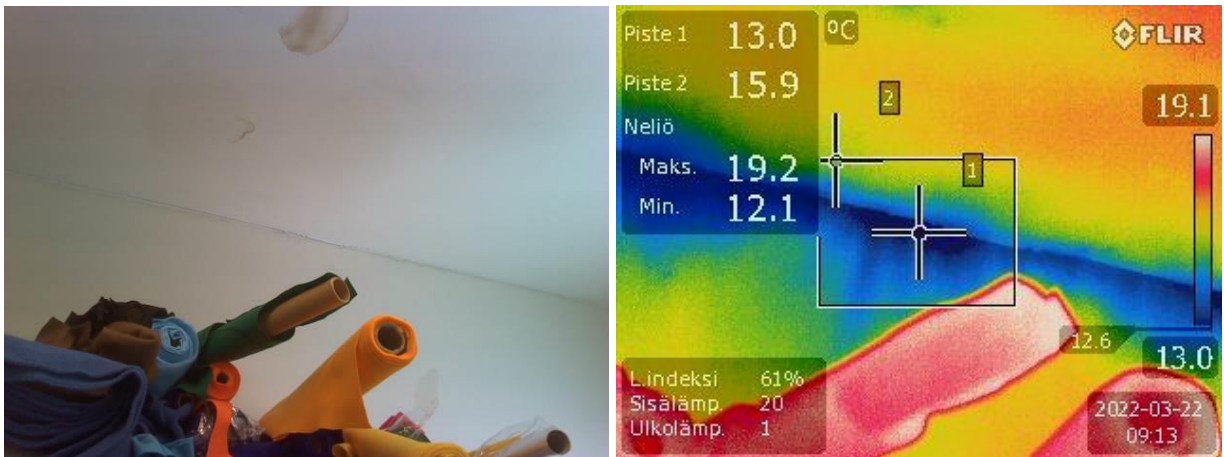 Piste 1 13.0 °C
FLIR
Piste 2 15.9
2
19.1
Neliö
1
Maks. 19.2
Min. 12.1
12.6
13.0
L.indeksi 61%
Sisälämp. 20
Ulkolämp. 1
2022-03-22
09:13